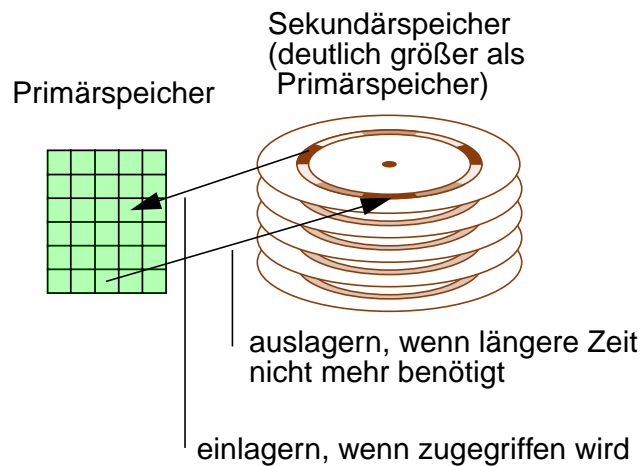 Sekundärspeicher
(deutlich größer als
Primärspeicher)
Primärspeicher
auslagern, wenn längere Zeit
nicht mehr benötigt
einlagern, wenn zugegriffen wird